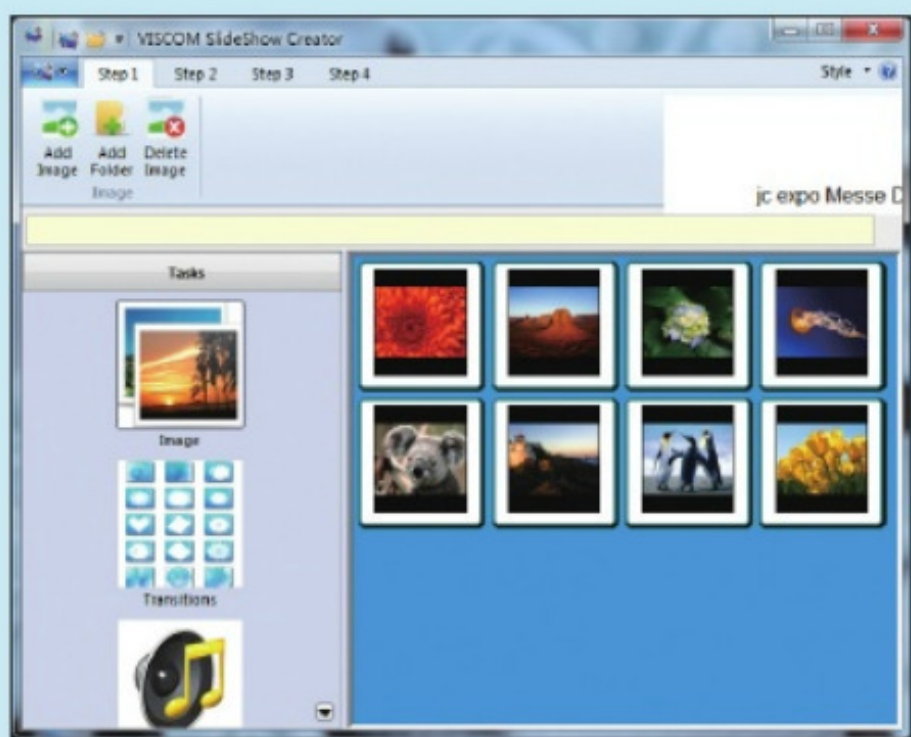 VISCOM SlideShow Creator
Step 1 Step 2 Step 3 Step 4 Style
Add Image Add Folder Delete Image
Image
jc expo Messe D
Tasks
Image
Transitions